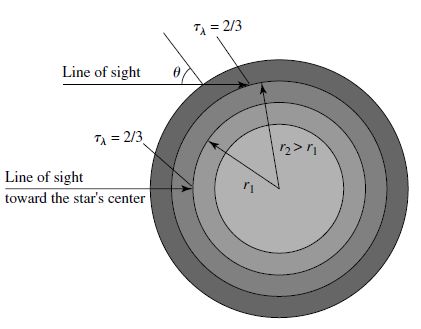 τλ = 2/3
Line of sight θ
τλ = 2/3
r2 > r1
r1
Line of sight
toward the star's center